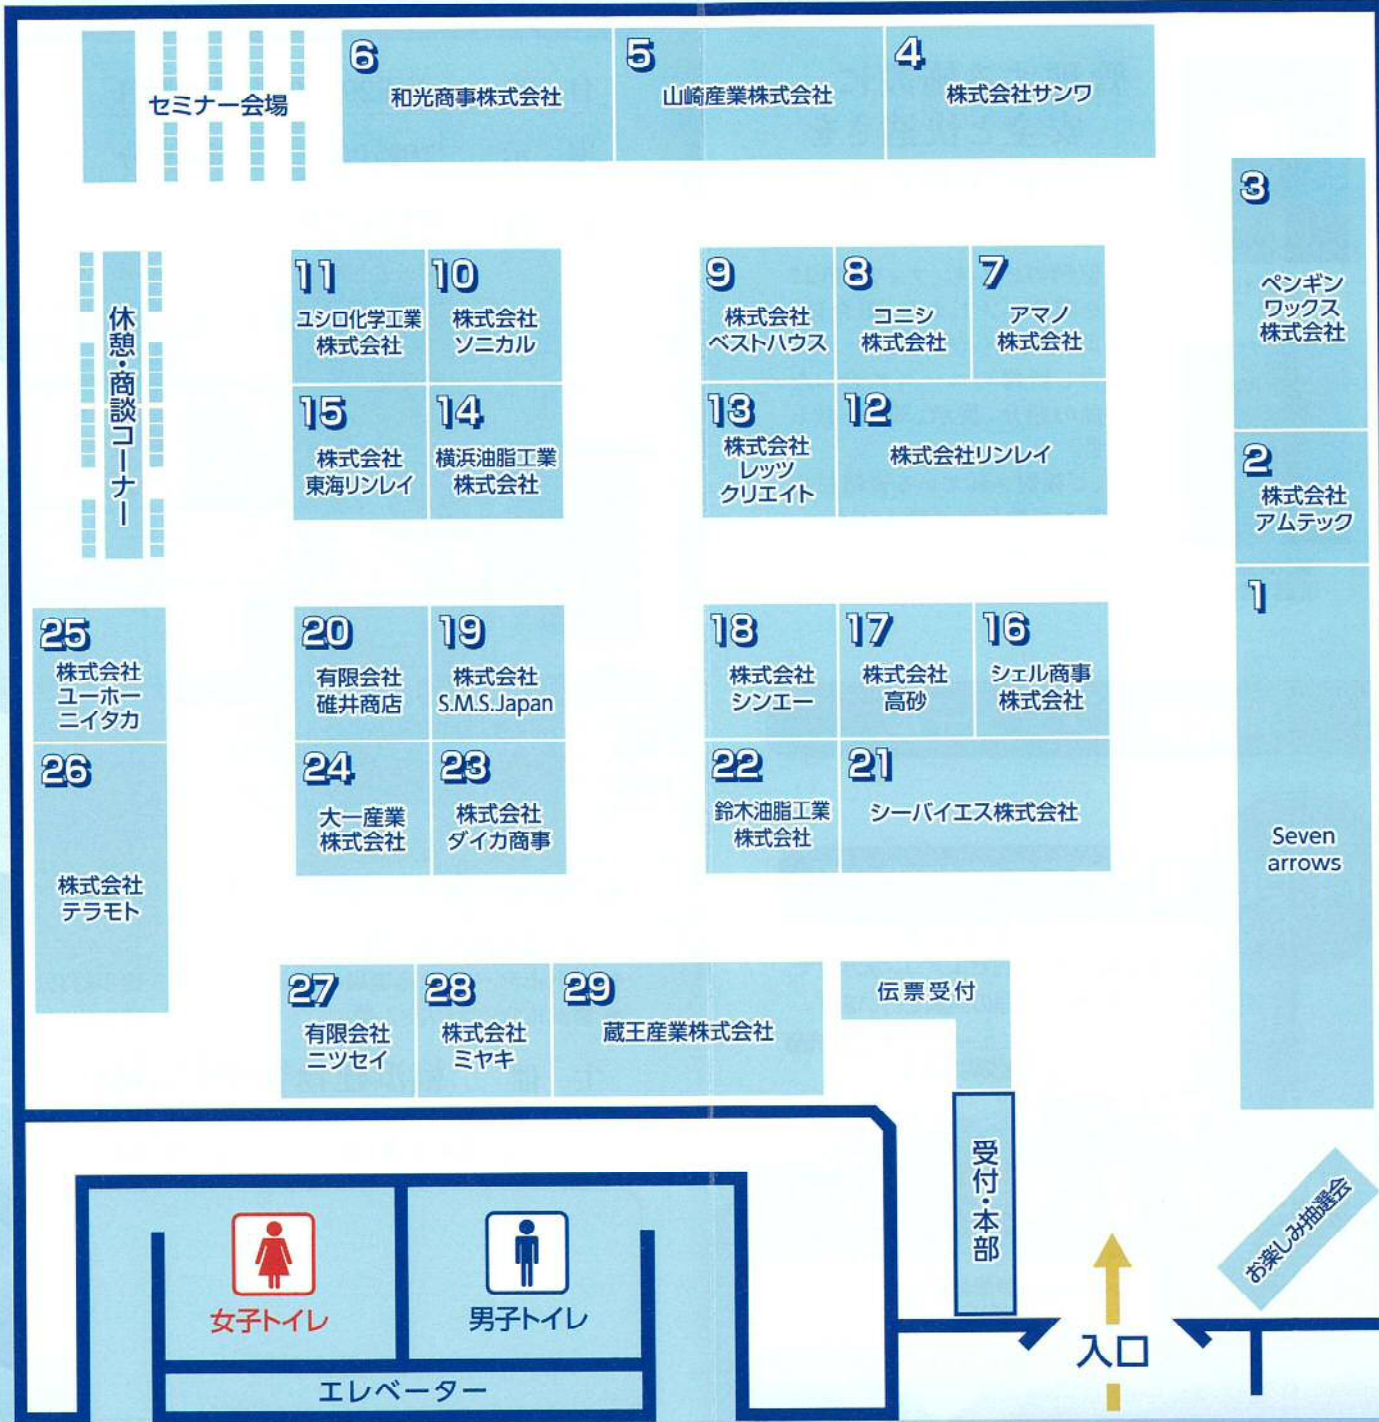 セミナー会場
6
和光商事株式会社
5
山崎産業株式会社
4
株式会社サンワ
3
ペンギン
ワックス
株式会社
2
株式会社
アムテック
1
Seven
arrows
休憩・商談コーナー
11
ユシロ化学工業
株式会社
10
株式会社
ソニカル
9
株式会社
ベストハウス
8
コニシ
株式会社
7
アマノ
株式会社
15
株式会社
東海リンレイ
14
横浜油脂工業
株式会社
13
株式会社
レッツ
クリエイト
12
株式会社リンレイ
25
株式会社
ユーホー
ニイタカ
26
株式会社
テラモト
20
有限会社
碓井商店
19
株式会社
S.M.S.Japan
18
株式会社
シンエー
17
株式会社
高砂
16
シェル商事
株式会社
24
大一産業
株式会社
23
株式会社
ダイカ商事
22
鈴木油脂工業
株式会社
21
シーバイエス株式会社
27
有限会社
ニツセイ
28
株式会社
ミヤキ
29
蔵王産業株式会社
伝票受付
受付・本部
お楽しみ抽選会
女子トイレ
男子トイレ
エレベーター
入口